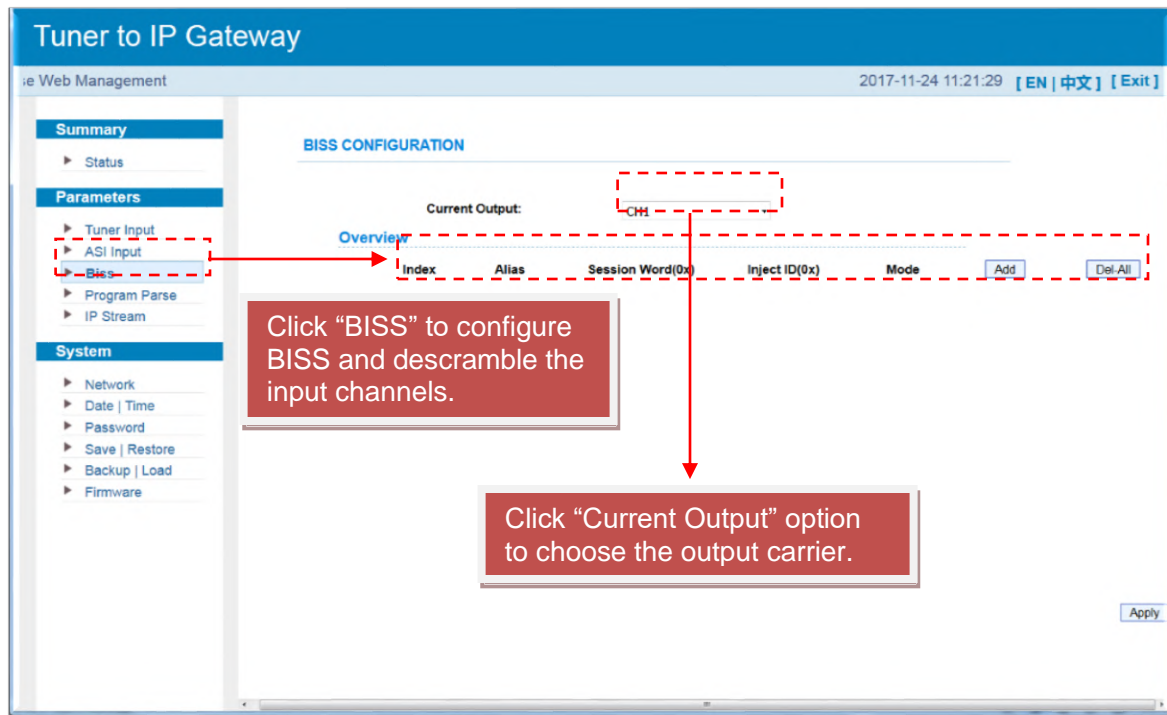 Tuner to IP Gateway
se Web Management 2017-11-24 11:21:29 [ EN | 中文 ] [ Exit ]
Summary
Status
Parameters
Tuner Input
ASI Input
Biss
Program Parse
IP Stream
System
Network
Date | Time
Password
Save | Restore
Backup | Load
Firmware
BISS CONFIGURATION
Current Output: CH1
Overview
Index Alias Session Word(0x) Inject ID(0x) Mode Add Del-All
Click “BISS” to configure
BISS and descramble the
input channels.
Click “Current Output” option
to choose the output carrier.
Apply